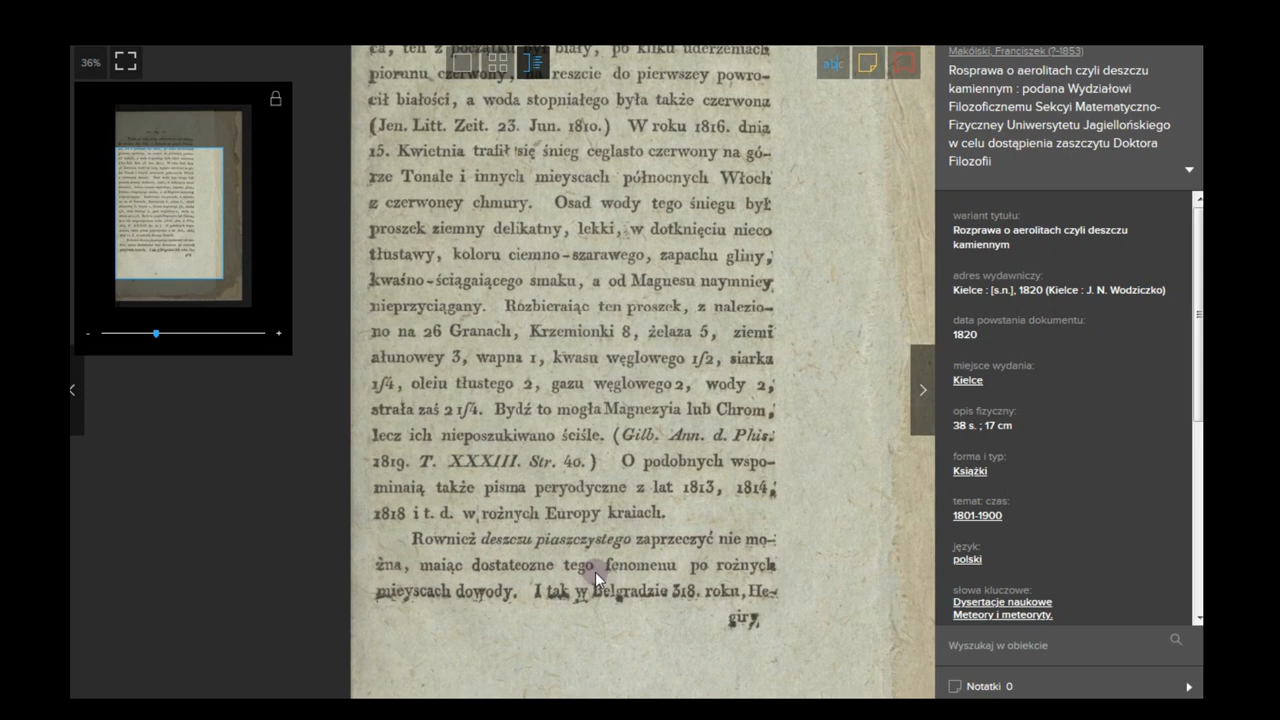 36%
ca, ten z początku był biały, po kilku uderzeniach
piorunu czerwony, na reszcie do pierwszey powro-
cił białości, a woda stopniałego była także czerwona
(Jen. Litt. Zeit. 23. Jun. 1810.) W roku 1816. dnia
15. Kwietnia trafił się śnieg ceglasto czerwony na gó-
rze Tonale i innych mieyscach północnych Włoch
z czerwoney chmury. Osad wody tego śniegu był
proszek ziemny delikatny, lekki, w dotknięciu nieco
tłustawy, koloru ciemno-szarawego, zapachu gliny,
kwaśno-ściągaiącego smaku, a od Magnesu naymniey
nieprzyciągany. Rozbieraiąc ten proszek, z nalezio-
no na 26 Granach, Krzemionki 8, żelaza 5, ziemi
ałunowey 3, wapna 1, kwasu węglowego 1/2, siarka
1/4, oleiu tłustego 2, gazu węglowego 2, wody 2,
strata zaś 2 1/4. Bydź to mogła Magnezyia lub Chrom,
lecz ich nieposzukiwano ściśle. (Gilb. Ann. d. Phis.
1819. T. XXXIII. Str. 40.) O podobnych wspo-
minaią także pisma peryodyczne z lat 1813, 1814,
1818 i t. d. w rożnych Europy kraiach.
Rownież deszczu piaszczystego zaprzeczyć nie mo-
żna, maiąc dostateczne tego fenomenu po rożnych
mieyscach dowody. I tak w Belgradzie 318. roku, He-
giry,
abc
Mąkólski, Franciszek (?-1853)
Rosprawa o aerolitach czyli deszczu
kamiennym : podana Wydziałowi
Filozoficznemu Sekcyi Matematyczno-
Fizyczney Uniwersytetu Jagiellońskiego
w celu dostąpienia zaszczytu Doktora
Filozofii
wariant tytułu:
Rozprawa o aerolitach czyli deszczu
kamiennym
adres wydawniczy:
Kielce : [s.n.], 1820 (Kielce : J. N. Wodziczko)
data powstania dokumentu:
1820
miejsce wydania:
Kielce
opis fizyczny:
38 s. ; 17 cm
forma i typ:
Książki
temat: czas:
1801-1900
język:
polski
słowa kluczowe:
Dysertacje naukowe
Meteory i meteoryty.
Wyszukaj w obiekcie
Notatki 0